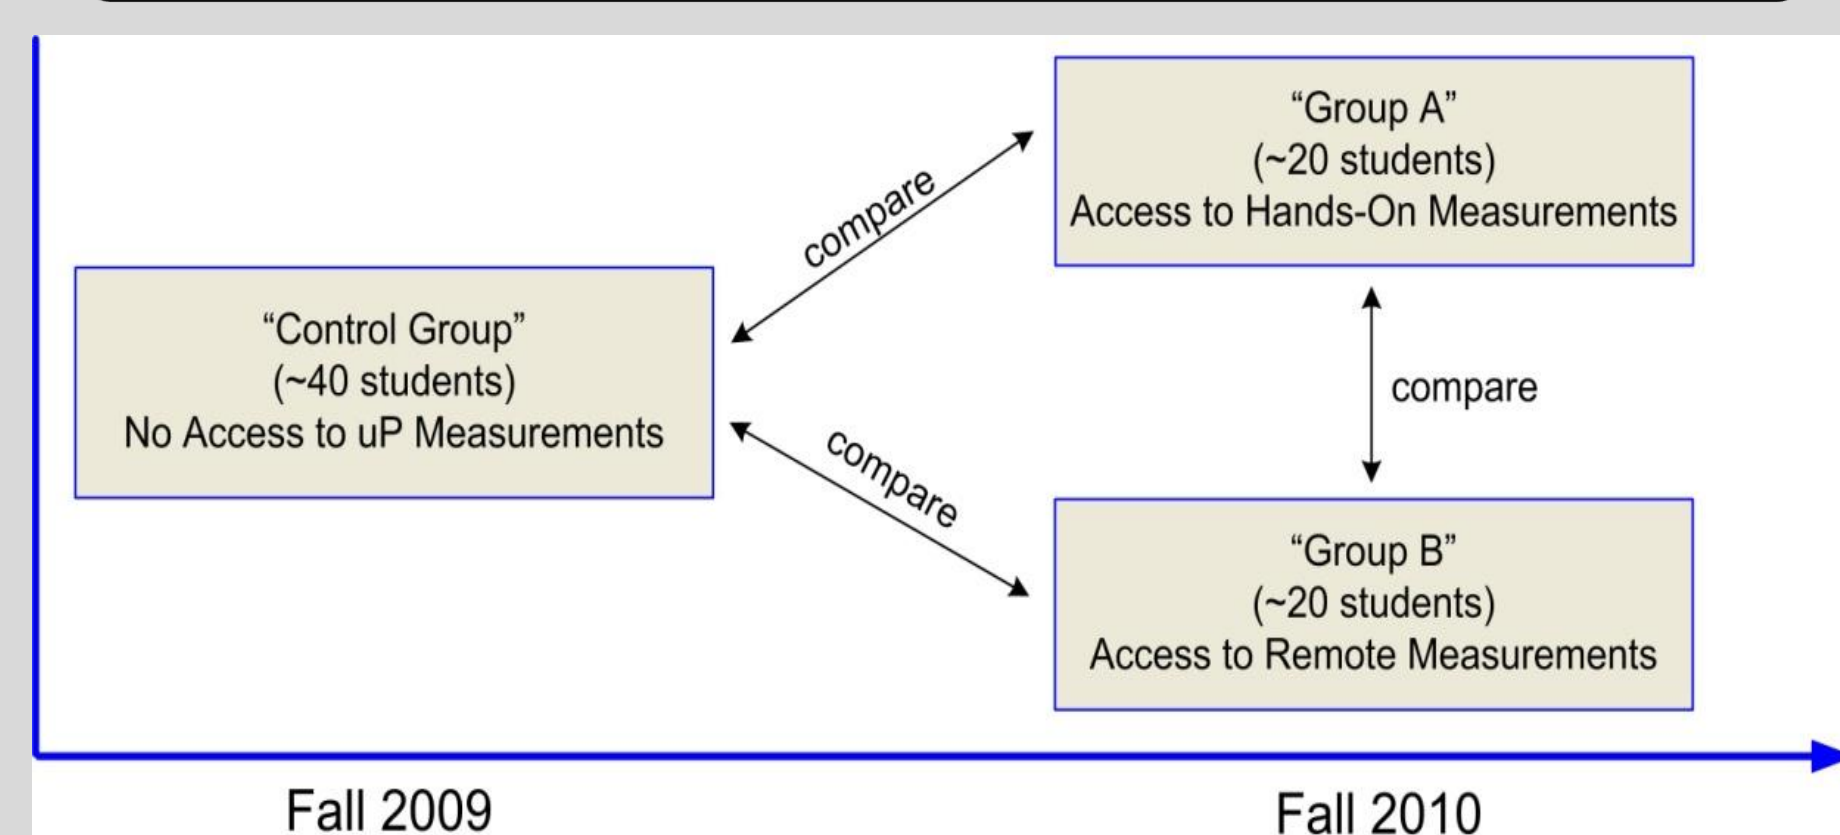 “Group A”
(~20 students)
Access to Hands-On Measurements
compare
“Control Group”
(~40 students)
No Access to uP Measurements
compare
compare
“Group B”
(~20 students)
Access to Remote Measurements
Fall 2009
Fall 2010